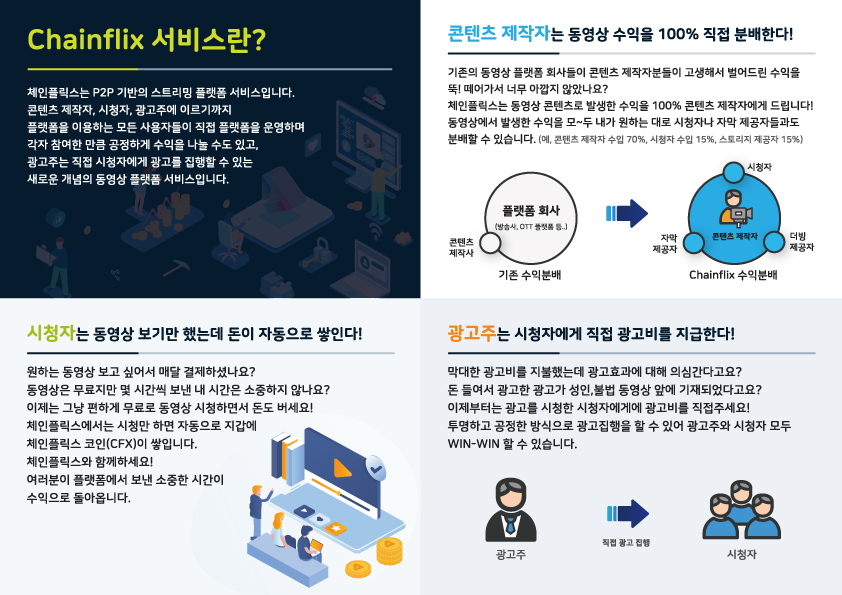 Chainflix 서비스란?
체인플릭스는 P2P 기반의 스트리밍 플랫폼 서비스입니다.
콘텐츠 제작자, 시청자, 광고주에 이르기까지
플랫폼을 이용하는 모든 사용자들이 직접 플랫폼을 운영하며
각자 참여한 만큼 공정하게 수익을 나눌 수도 있고,
광고주는 직접 시청자에게 광고를 집행할 수 있는
새로운 개념의 동영상 플랫폼 서비스입니다.
콘텐츠 제작자는 동영상 수익을 100% 직접 분배한다!
기존의 동영상 플랫폼 회사들이 콘텐츠 제작자분들이 고생해서 벌어드린 수익을
뚝! 떼어가서 너무 아깝지 않았나요?
체인플릭스는 동영상 콘텐츠로 발생한 수익을 100% 콘텐츠 제작자에게 드립니다!
동영상에서 발생한 수익을 모~두 내가 원하는 대로 시청자나 자막 제공자들과도
분배할 수 있습니다. (예, 콘텐츠 제작자 수입 70%, 시청자 수입 15%, 스토리지 제공자 15%)
플랫폼 회사
(방송사, OTT 플랫폼 등..)
콘텐츠
제작사
기존 수익분배
시청자
콘텐츠 제작자
자막
제공자
더빙
제공자
Chainflix 수익분배
시청자는 동영상 보기만 했는데 돈이 자동으로 쌓인다!
원하는 동영상 보고 싶어서 매달 결제하셨나요?
동영상은 무료지만 몇 시간씩 보낸 내 시간은 소중하지 않나요?
이제는 그냥 편하게 무료로 동영상 시청하면서 돈도 버세요!
체인플릭스에서는 시청만 하면 자동으로 지갑에
체인플릭스 코인(CFX)이 쌓입니다.
체인플릭스와 함께하세요!
여러분이 플랫폼에서 보낸 소중한 시간이
수익으로 돌아옵니다.
광고주는 시청자에게 직접 광고비를 지급한다!
막대한 광고비를 지불했는데 광고효과에 대해 의심간다고요?
돈 들여서 광고한 광고가 성인,불법 동영상 앞에 기재되었다고요?
이제부터는 광고를 시청한 시청자에게에 광고비를 직접주세요!
투명하고 공정한 방식으로 광고집행을 할 수 있어 광고주와 시청자 모두
WIN-WIN 할 수 있습니다.
광고주
직접 광고 집행
시청자